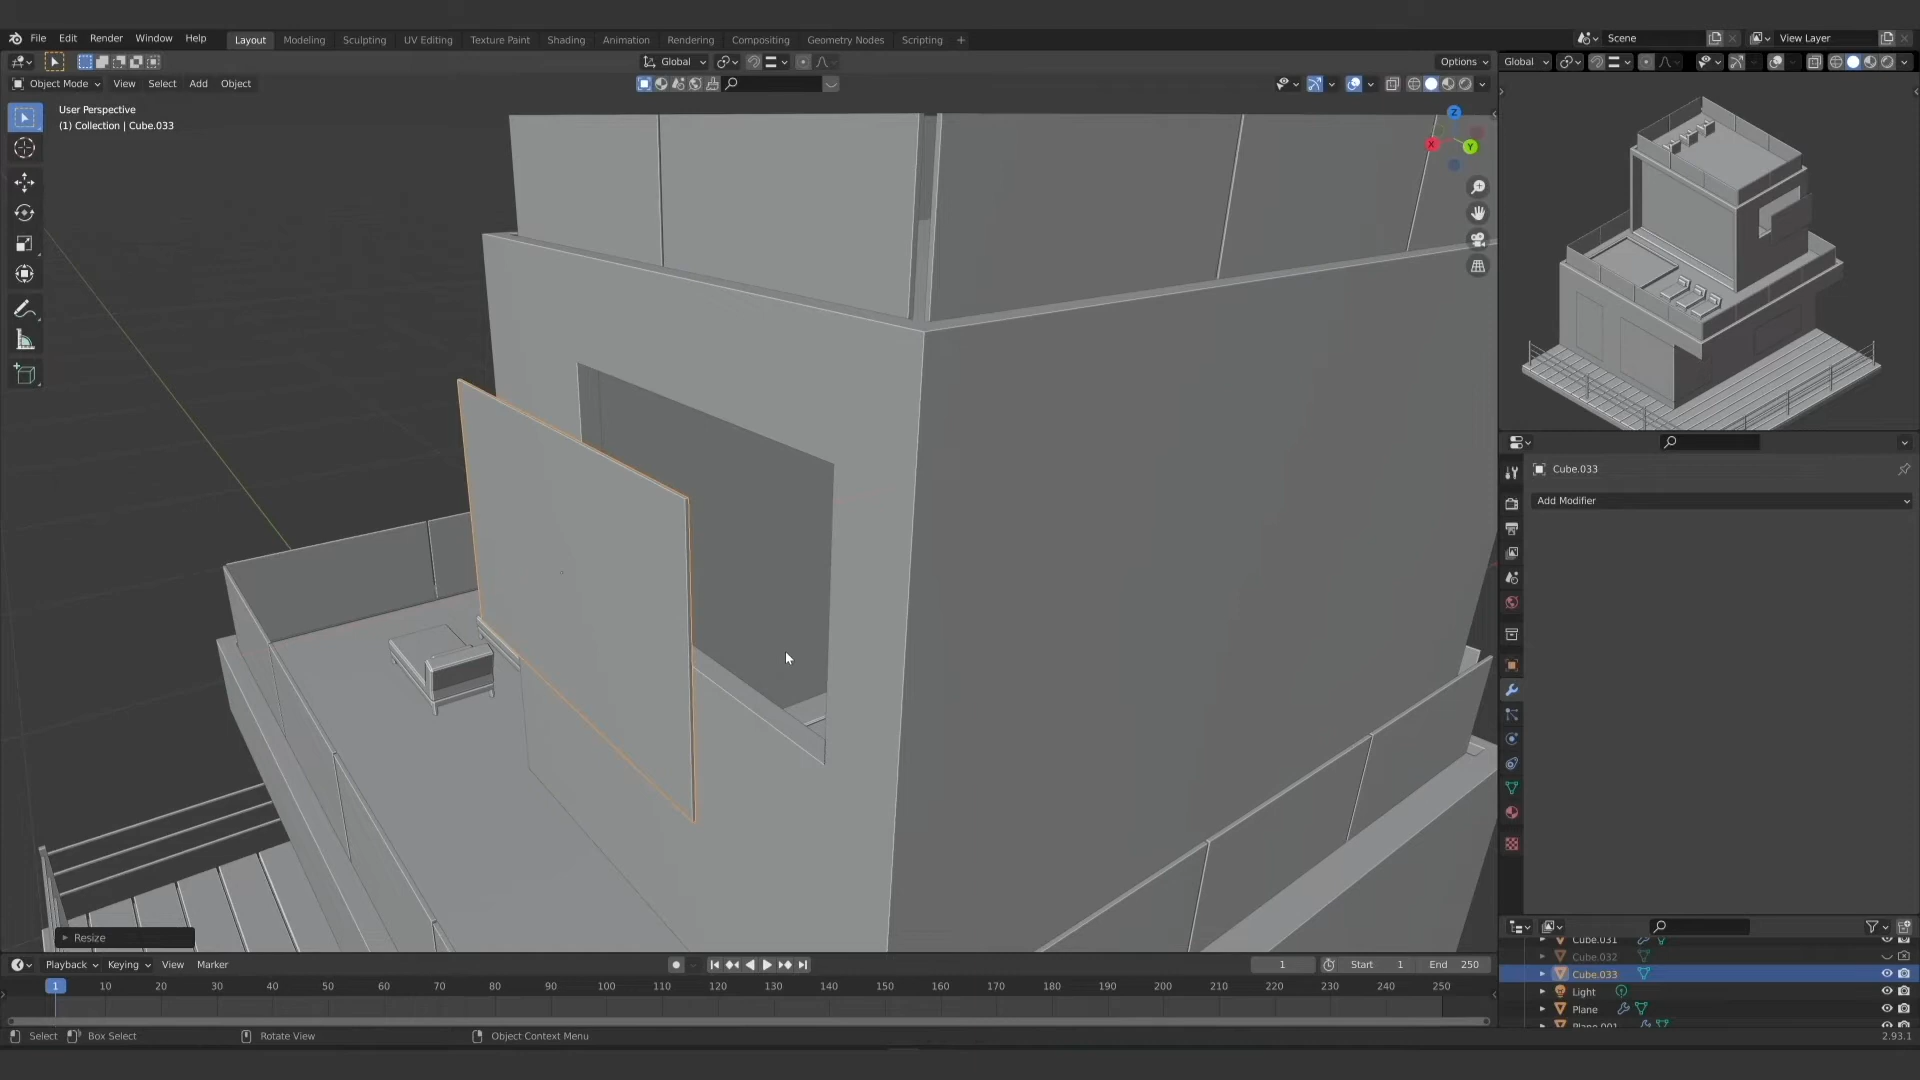 File Edit Render Window Help
Layout Modeling Sculpting UV Editing Texture Paint Shading Animation Rendering Compositing Geometry Nodes Scripting +
Scene
View Layer
Global
Options
Global
Object Mode View Select Add Object
User Perspective
(1) Collection | Cube.033
Z
X
Y
Cube.033
Add Modifier
Resize
Cube.031
Cube.032
Cube.033
Light
Plane
Plane.001
Playback Keying View Marker
1
Start 1
End 250
1 10 20 30 40 50 60 70 80 90 100 110 120 130 140 150 160 170 180 190 200 210 220 230 240 250
Select Box Select Rotate View Object Context Menu
2.93.1